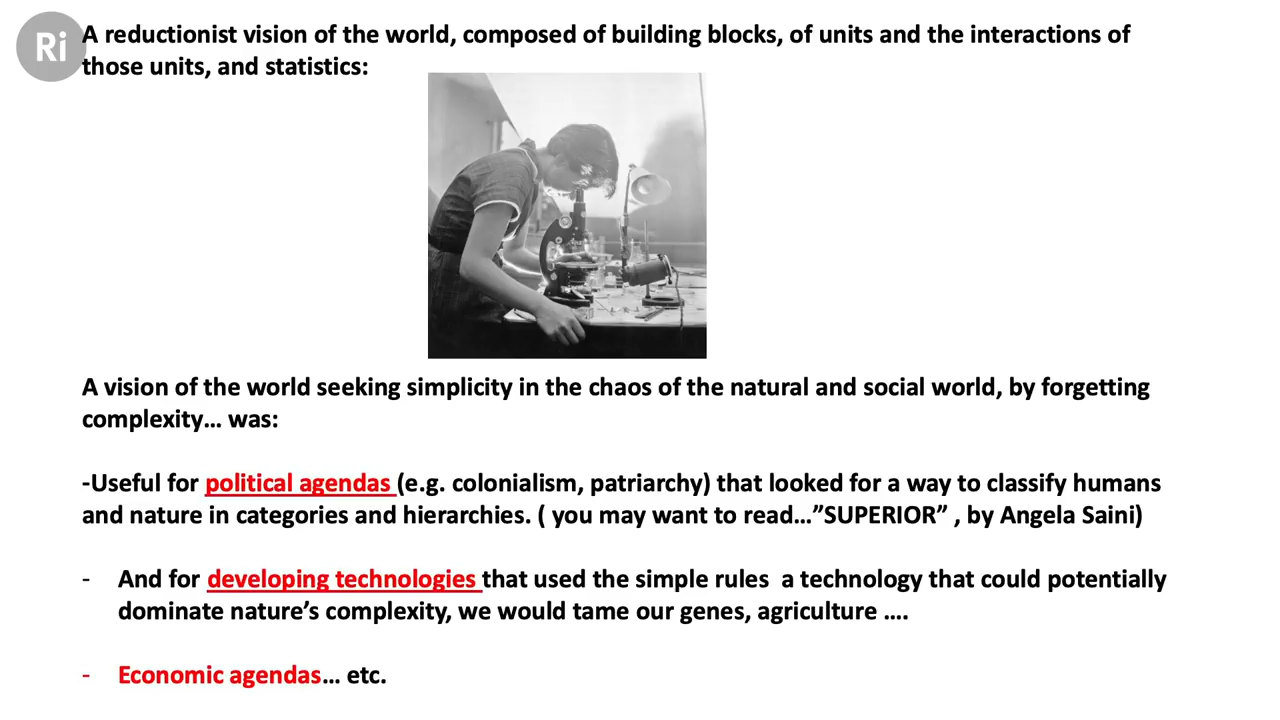 Ri
A reductionist vision of the world, composed of building blocks, of units and the interactions of
those units, and statistics:
A vision of the world seeking simplicity in the chaos of the natural and social world, by forgetting
complexity... was:
-Useful for political agendas (e.g. colonialism, patriarchy) that looked for a way to classify humans
and nature in categories and hierarchies. ( you may want to read...”SUPERIOR” , by Angela Saini)
- And for developing technologies that used the simple rules  a technology that could potentially
dominate nature’s complexity, we would tame our genes, agriculture ....
- Economic agendas... etc.